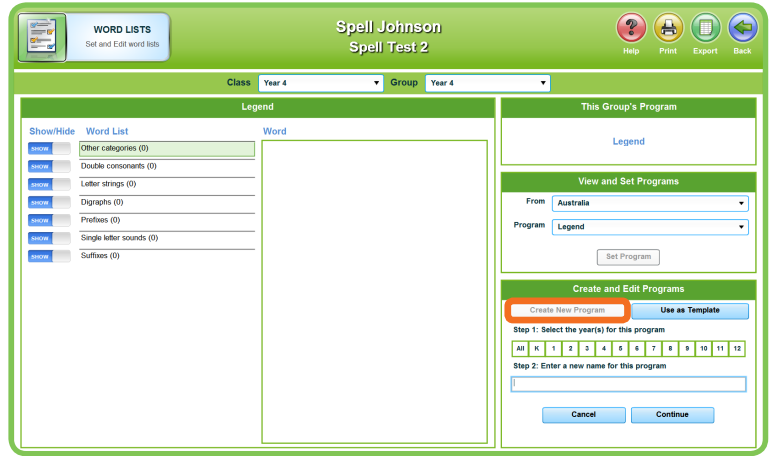 WORD LISTS
Set and Edit word lists
Spell Johnson
Spell Test 2
Help
Print
Export
Back
Class
Year 4
Group
Year 4
Legend
Show/Hide
Word List
Word
SHOW
Other categories (0)
SHOW
Double consonants (0)
SHOW
Letter strings (0)
SHOW
Digraphs (0)
SHOW
Prefixes (0)
SHOW
Single letter sounds (0)
SHOW
Suffixes (0)
This Group's Program
Legend
View and Set Programs
From
Australia
Program
Legend
Set Program
Create and Edit Programs
Create New Program
Use as Template
Step 1: Select the year(s) for this program
All K 1 2 3 4 5 6 7 8 9 10 11 12
Step 2: Enter a new name for this program
Cancel
Continue